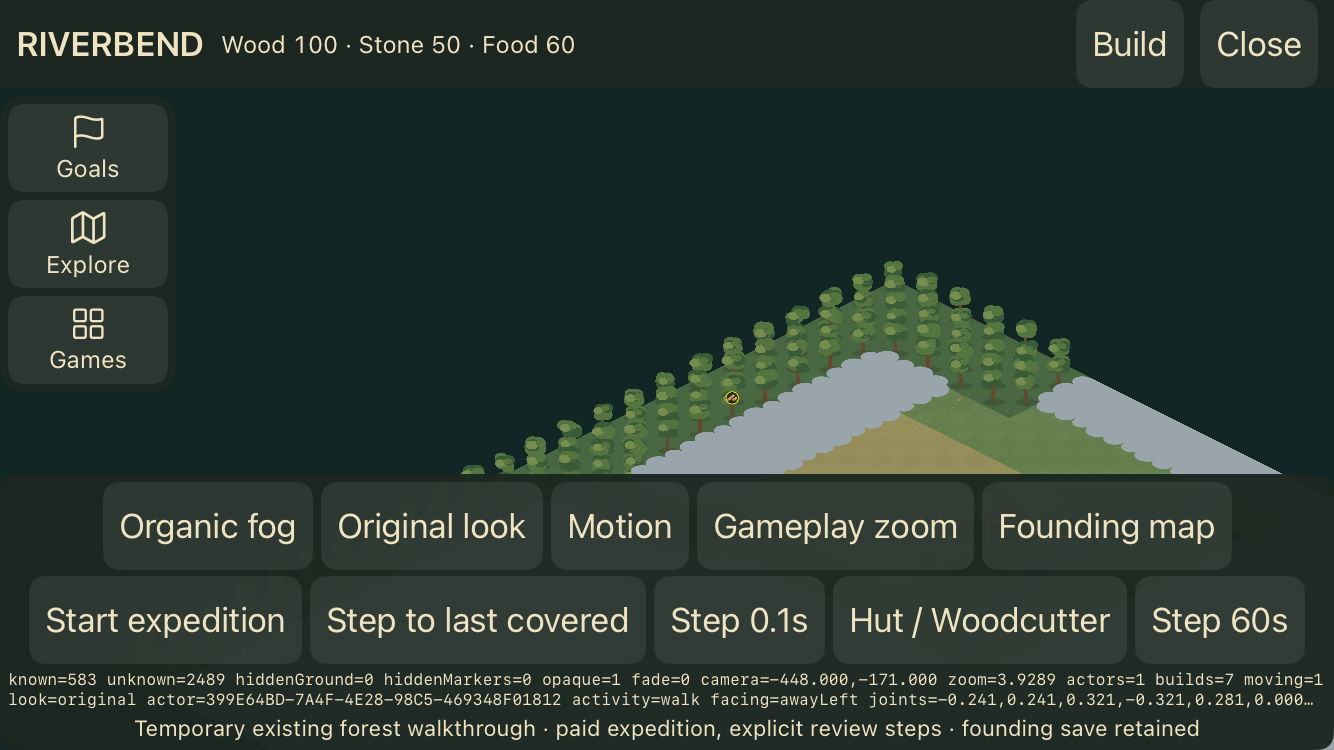 RIVERBEND Wood 100 · Stone 50 · Food 60 Build Close
Goals
Explore
Games
Organic fog Original look Motion Gameplay zoom Founding map
Start expedition Step to last covered Step 0.1s Hut / Woodcutter Step 60s
known=583 unknown=2489 hiddenGround=0 hiddenMarkers=0 opaque=1 fade=0 camera=−448.000,−171.000 zoom=3.9289 actors=1 builds=7 moving=1
look=original actor=399E64BD-7A4F-4E28-98C5-469348F01812 activity=walk facing=awayLeft joints=−0.241,0.241,0.321,−0.321,0.281,0.000…
Temporary existing forest walkthrough · paid expedition, explicit review steps · founding save retained